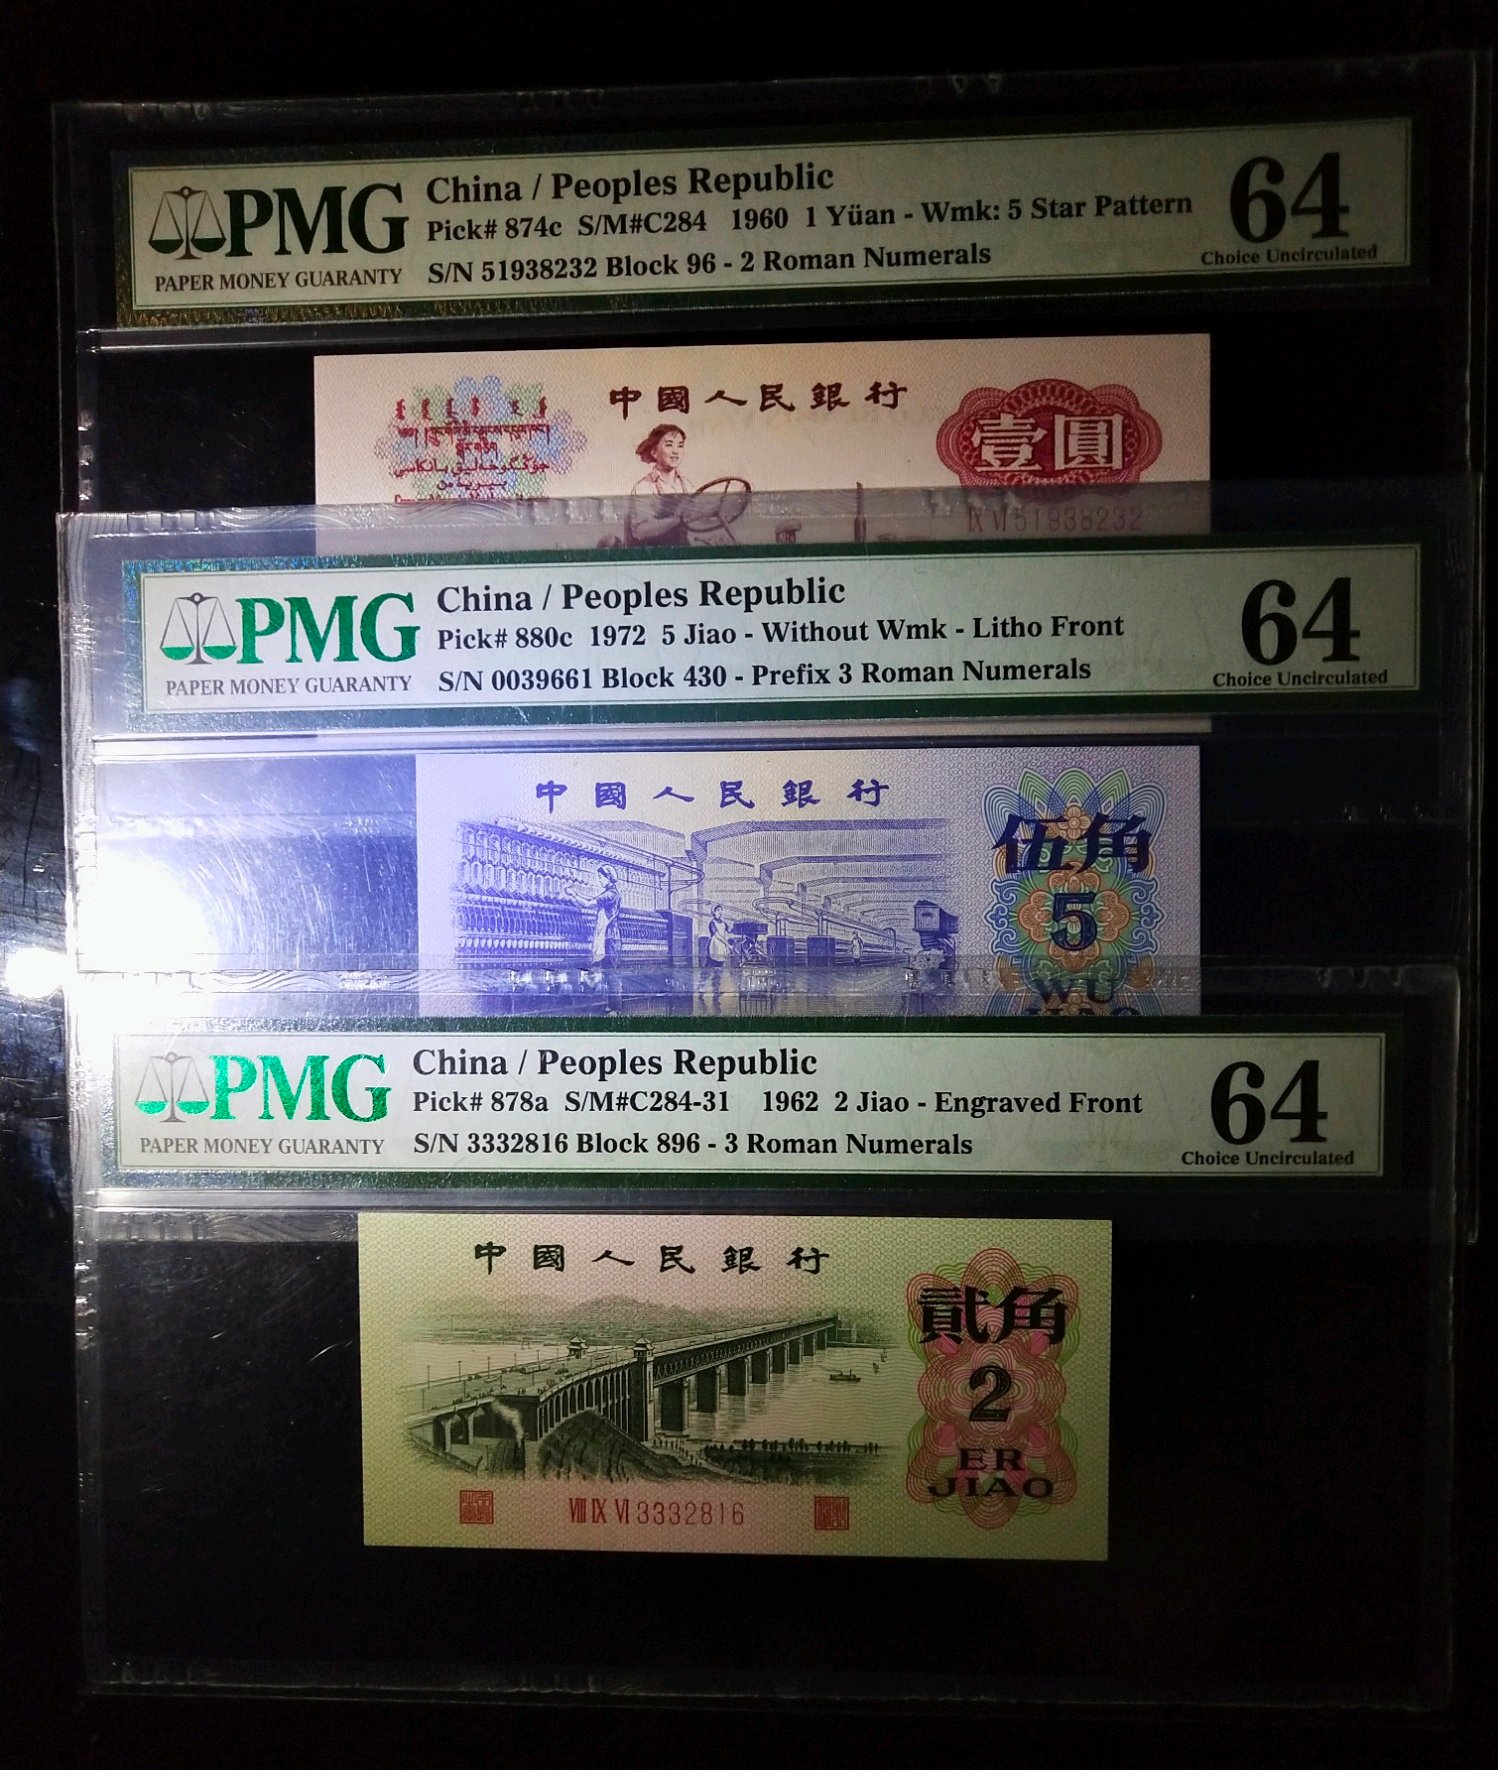 PMG
PAPER MONEY GUARANTY
China / Peoples Republic
Pick# 874c S/M#C284 1960 1 Yüan - Wmk: 5 Star Pattern
S/N 51938232 Block 96 - 2 Roman Numerals
64
Choice Uncirculated
中國人民銀行
壹圓
IX VI 51938232
PMG
PAPER MONEY GUARANTY
China / Peoples Republic
Pick# 880c 1972 5 Jiao - Without Wmk - Litho Front
S/N 0039661 Block 430 - Prefix 3 Roman Numerals
64
Choice Uncirculated
中國人民銀行
伍角
5
WU
JIAO
PMG
PAPER MONEY GUARANTY
China / Peoples Republic
Pick# 878a S/M#C284-31 1962 2 Jiao - Engraved Front
S/N 3332816 Block 896 - 3 Roman Numerals
64
Choice Uncirculated
中國人民銀行
貳角
2
ER
JIAO
VIII IX VI 3332816